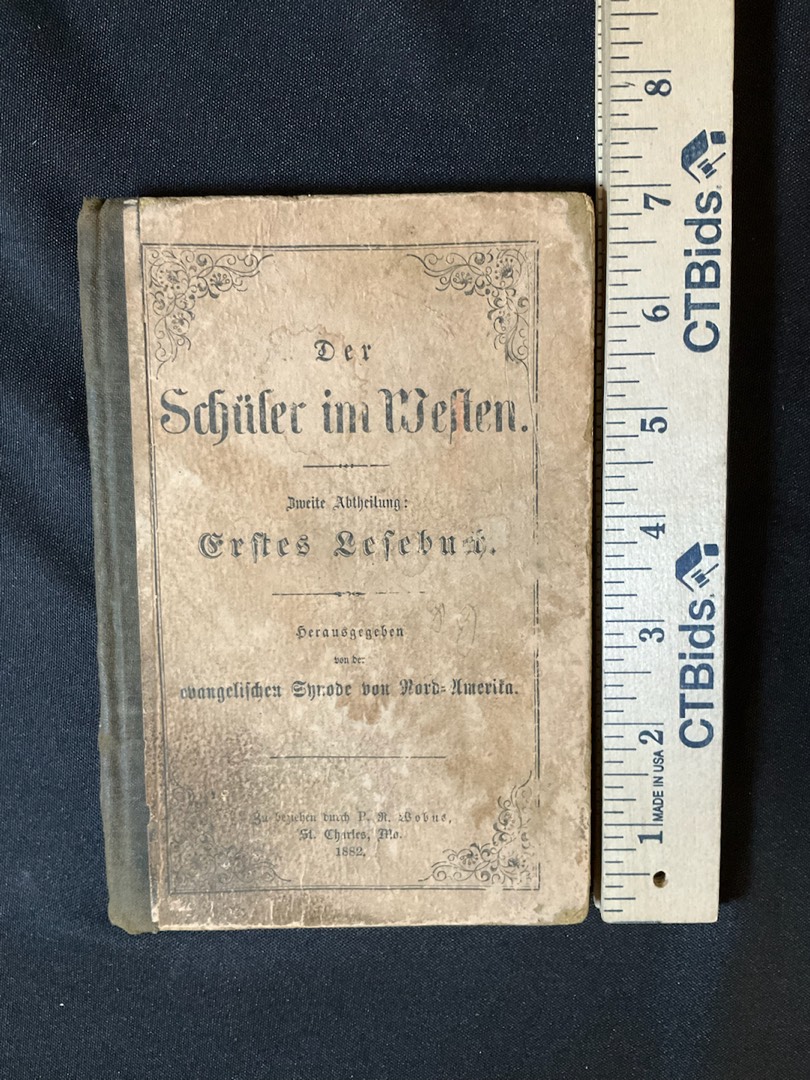 Der
Schüler im Westen.
Zweite Abtheilung:
Erstes Lesebuch.
Herausgegeben
von der
evangelischen Synode von Nord-Amerika.
Zu beziehen durch P. R. Wobus,
St. Charles, Mo.
1882.
8
7
6
5
4
3
2
1
CTBids.
CTBids.
MADE IN USA